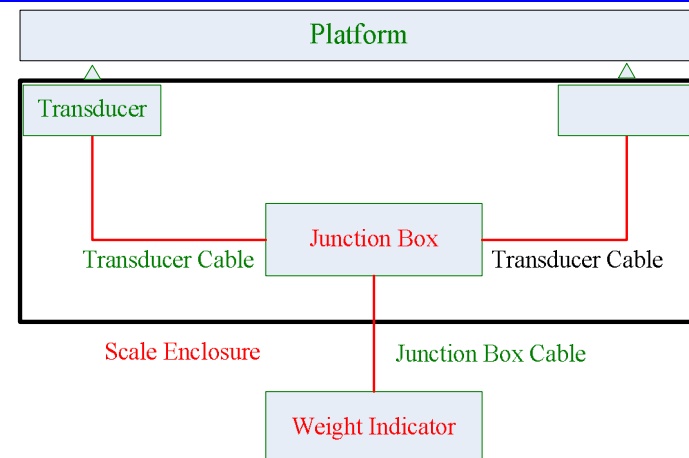 Platform
Transducer
Junction Box
Transducer Cable
Transducer Cable
Scale Enclosure
Junction Box Cable
Weight Indicator